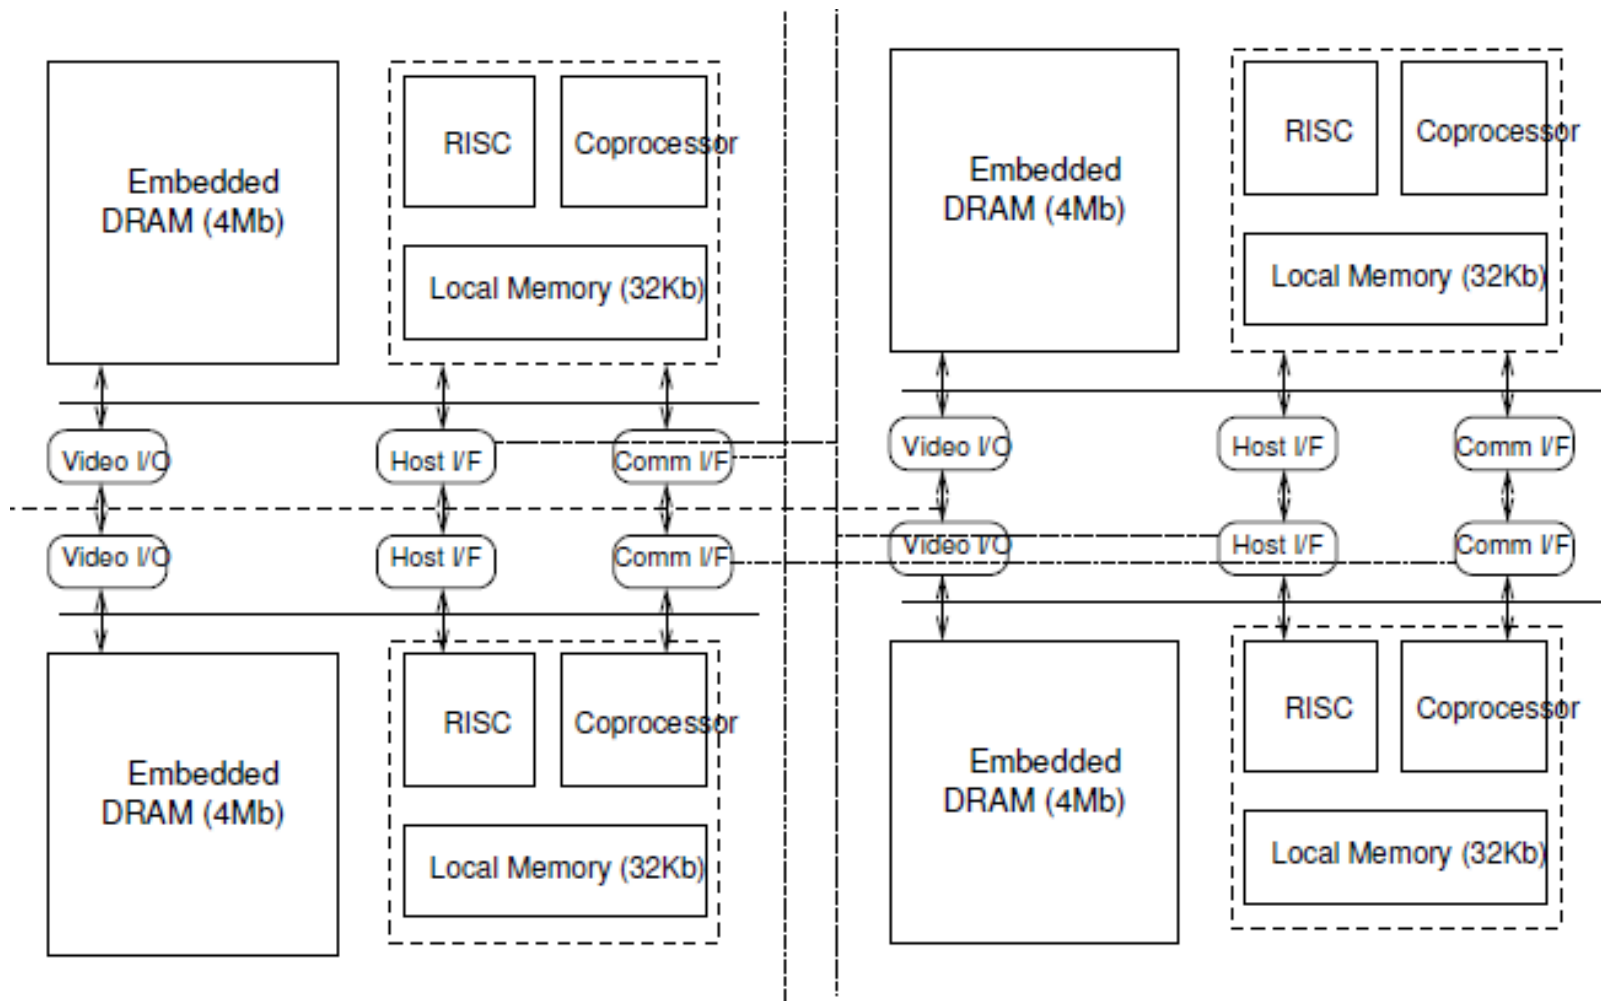 Embedded
DRAM (4Mb)
RISC
Coprocessor
Local Memory (32Kb)
Embedded
DRAM (4Mb)
RISC
Coprocessor
Local Memory (32Kb)
Video I/O
Host I/F
Comm I/F
Video I/O
Host I/F
Comm I/F
Video I/O
Host I/F
Comm I/F
Video I/O
Host I/F
Comm I/F
Embedded
DRAM (4Mb)
RISC
Coprocessor
Local Memory (32Kb)
Embedded
DRAM (4Mb)
RISC
Coprocessor
Local Memory (32Kb)